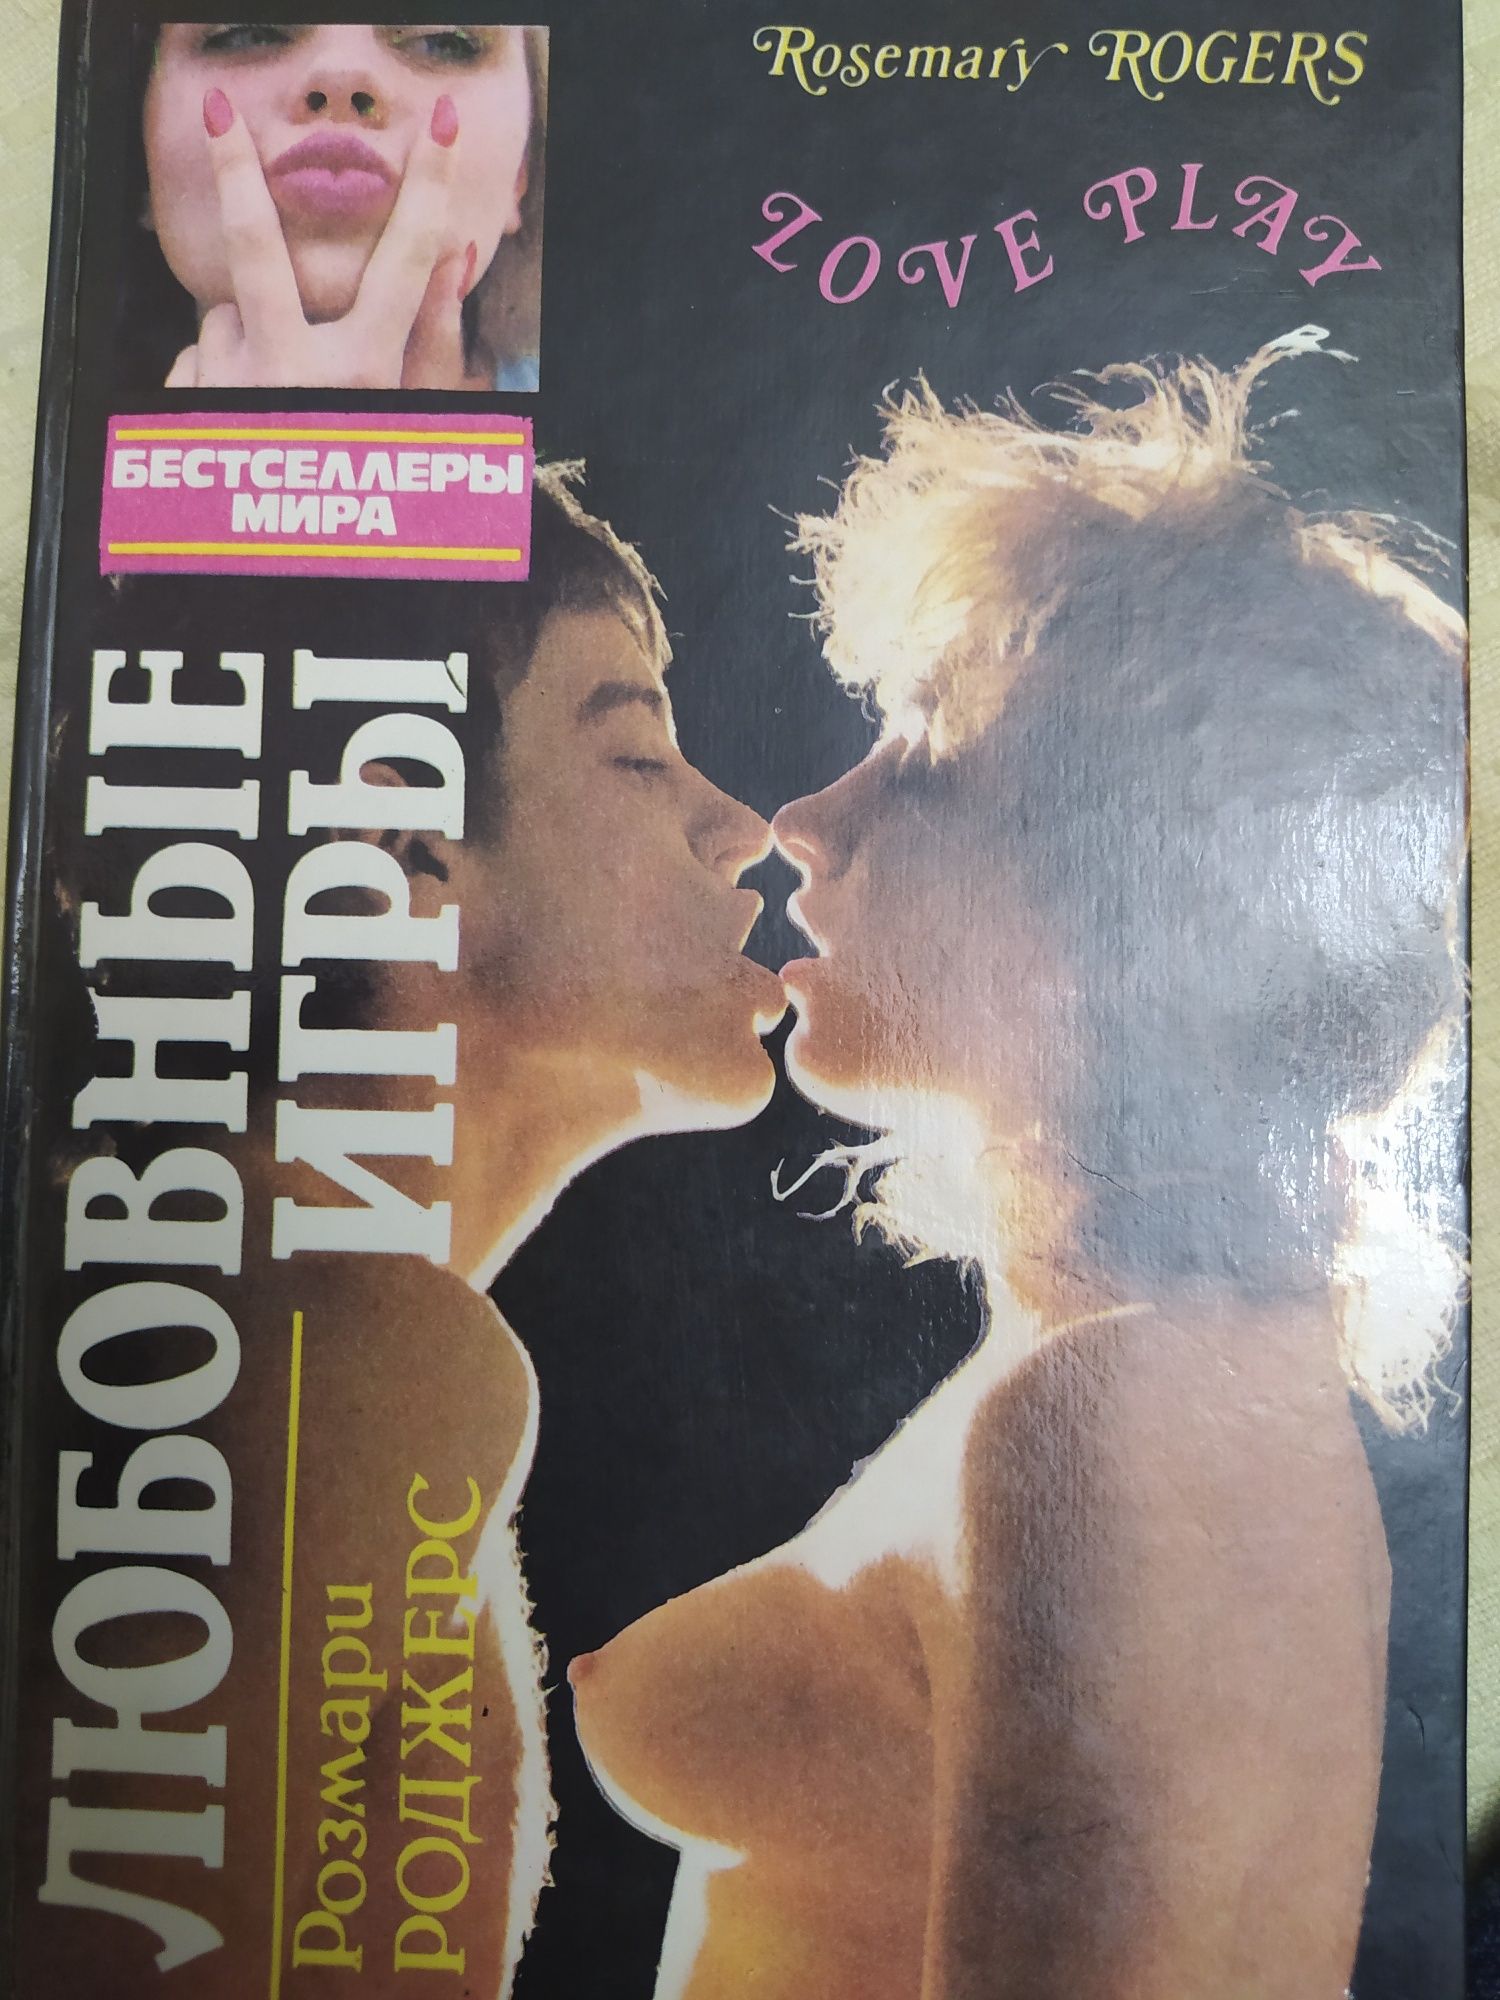 Rosemary ROGERS
LOVE PLAY
БЕСТСЕЛЛЕРЫ
МИРА
ЛЮБОВНЫЕ
ИГРЫ
Розмари
РОДЖЕРС